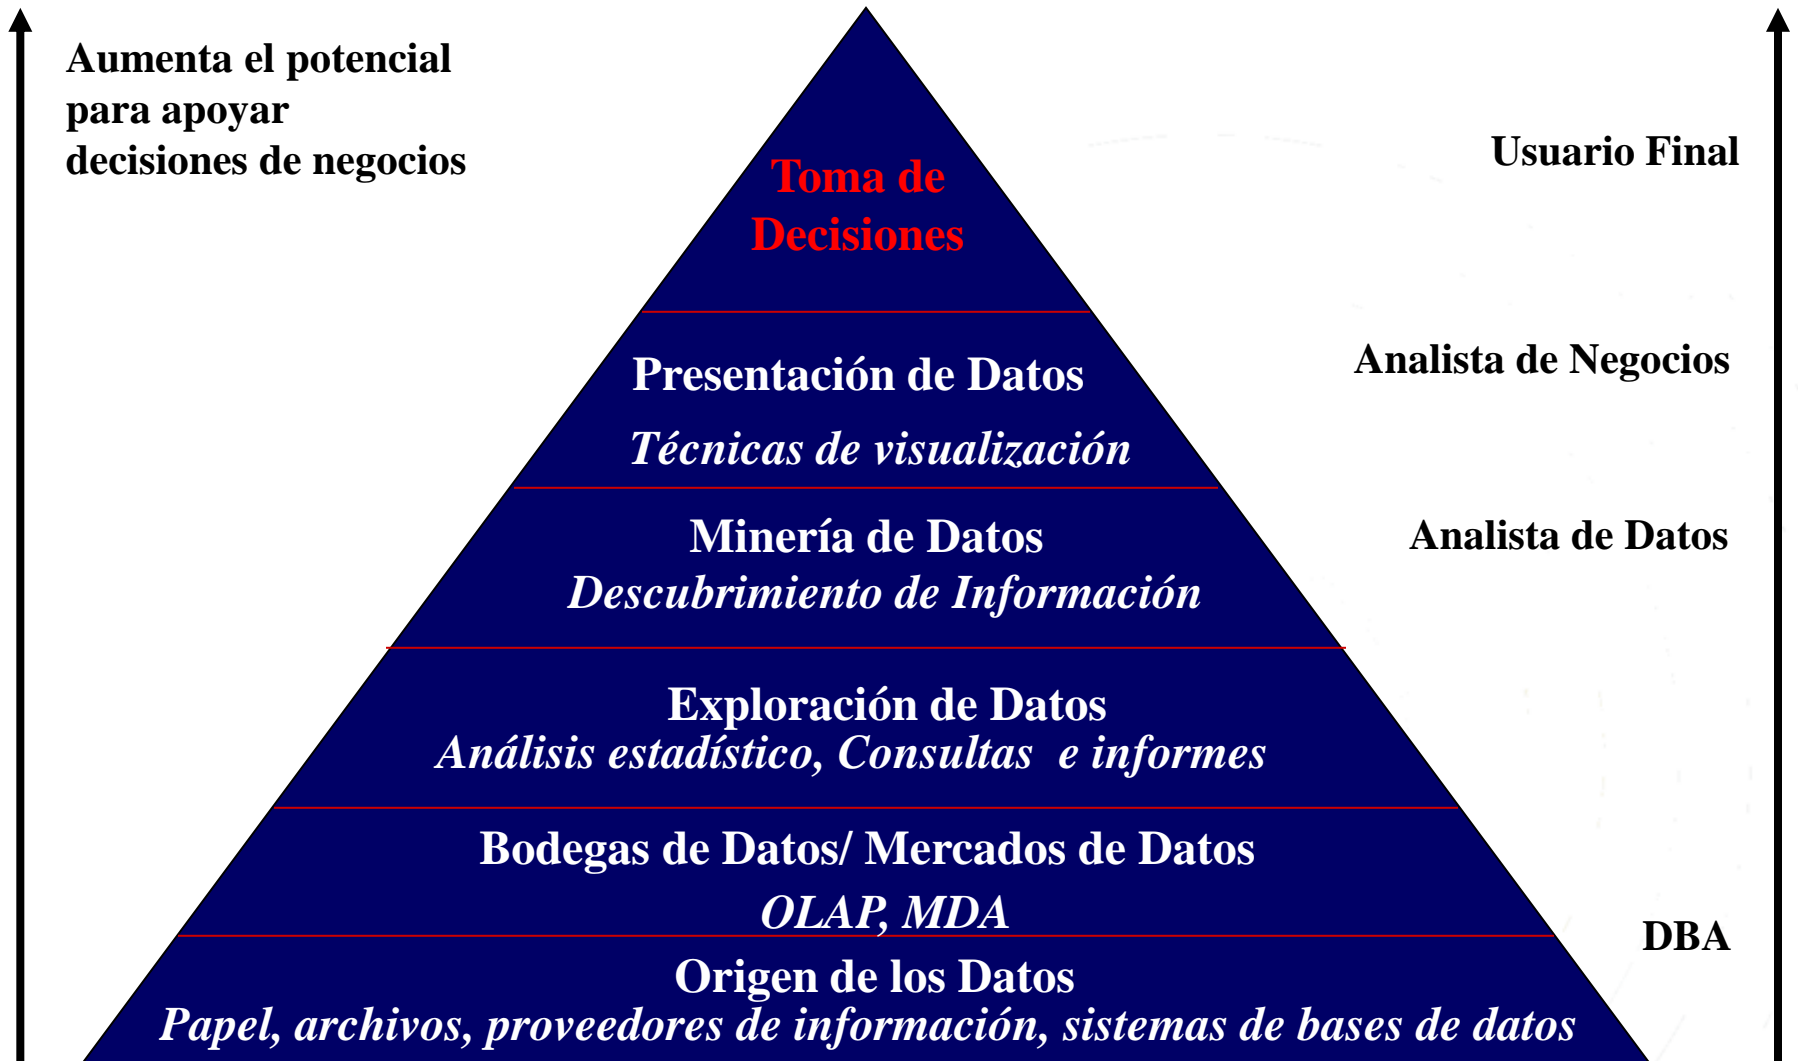 Aumenta el potencial
para apoyar
decisiones de negocios
Usuario Final
Toma de
Decisiones
Presentación de Datos
Analista de Negocios
Técnicas de visualización
Minería de Datos
Analista de Datos
Descubrimiento de Información
Exploración de Datos
Análisis estadístico, Consultas  e informes
Bodegas de Datos/ Mercados de Datos
OLAP, MDA
DBA
Origen de los Datos
Papel, archivos, proveedores de información, sistemas de bases de datos